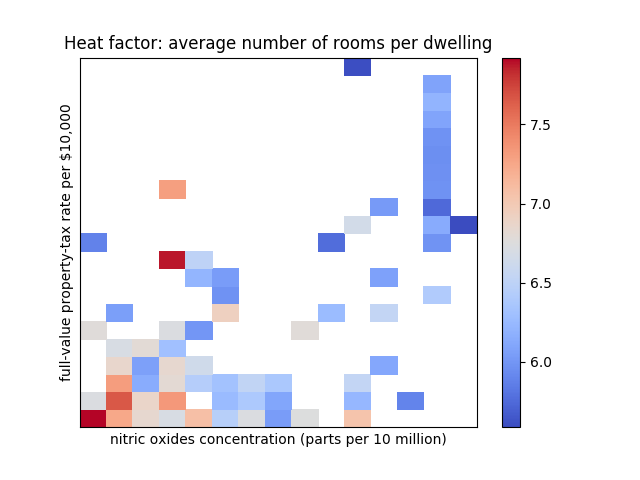 Heat factor: average number of rooms per dwelling
full-value property-tax rate per $10,000
7.5
7.0
6.5
6.0
nitric oxides concentration (parts per 10 million)